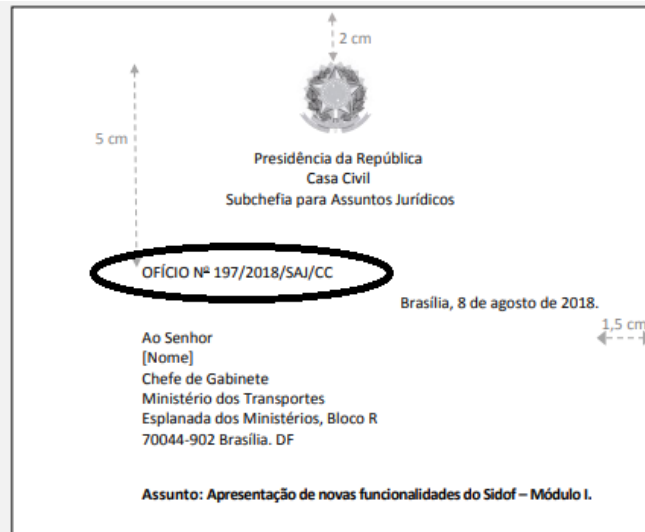 2 cm
5 cm
Presidência da República
Casa Civil
Subchefia para Assuntos Jurídicos
OFÍCIO Nº 197/2018/SAJ/CC
Brasília, 8 de agosto de 2018.
1,5 cm
Ao Senhor
[Nome]
Chefe de Gabinete
Ministério dos Transportes
Esplanada dos Ministérios, Bloco R
70044-902 Brasília. DF
Assunto: Apresentação de novas funcionalidades do Sidof – Módulo I.